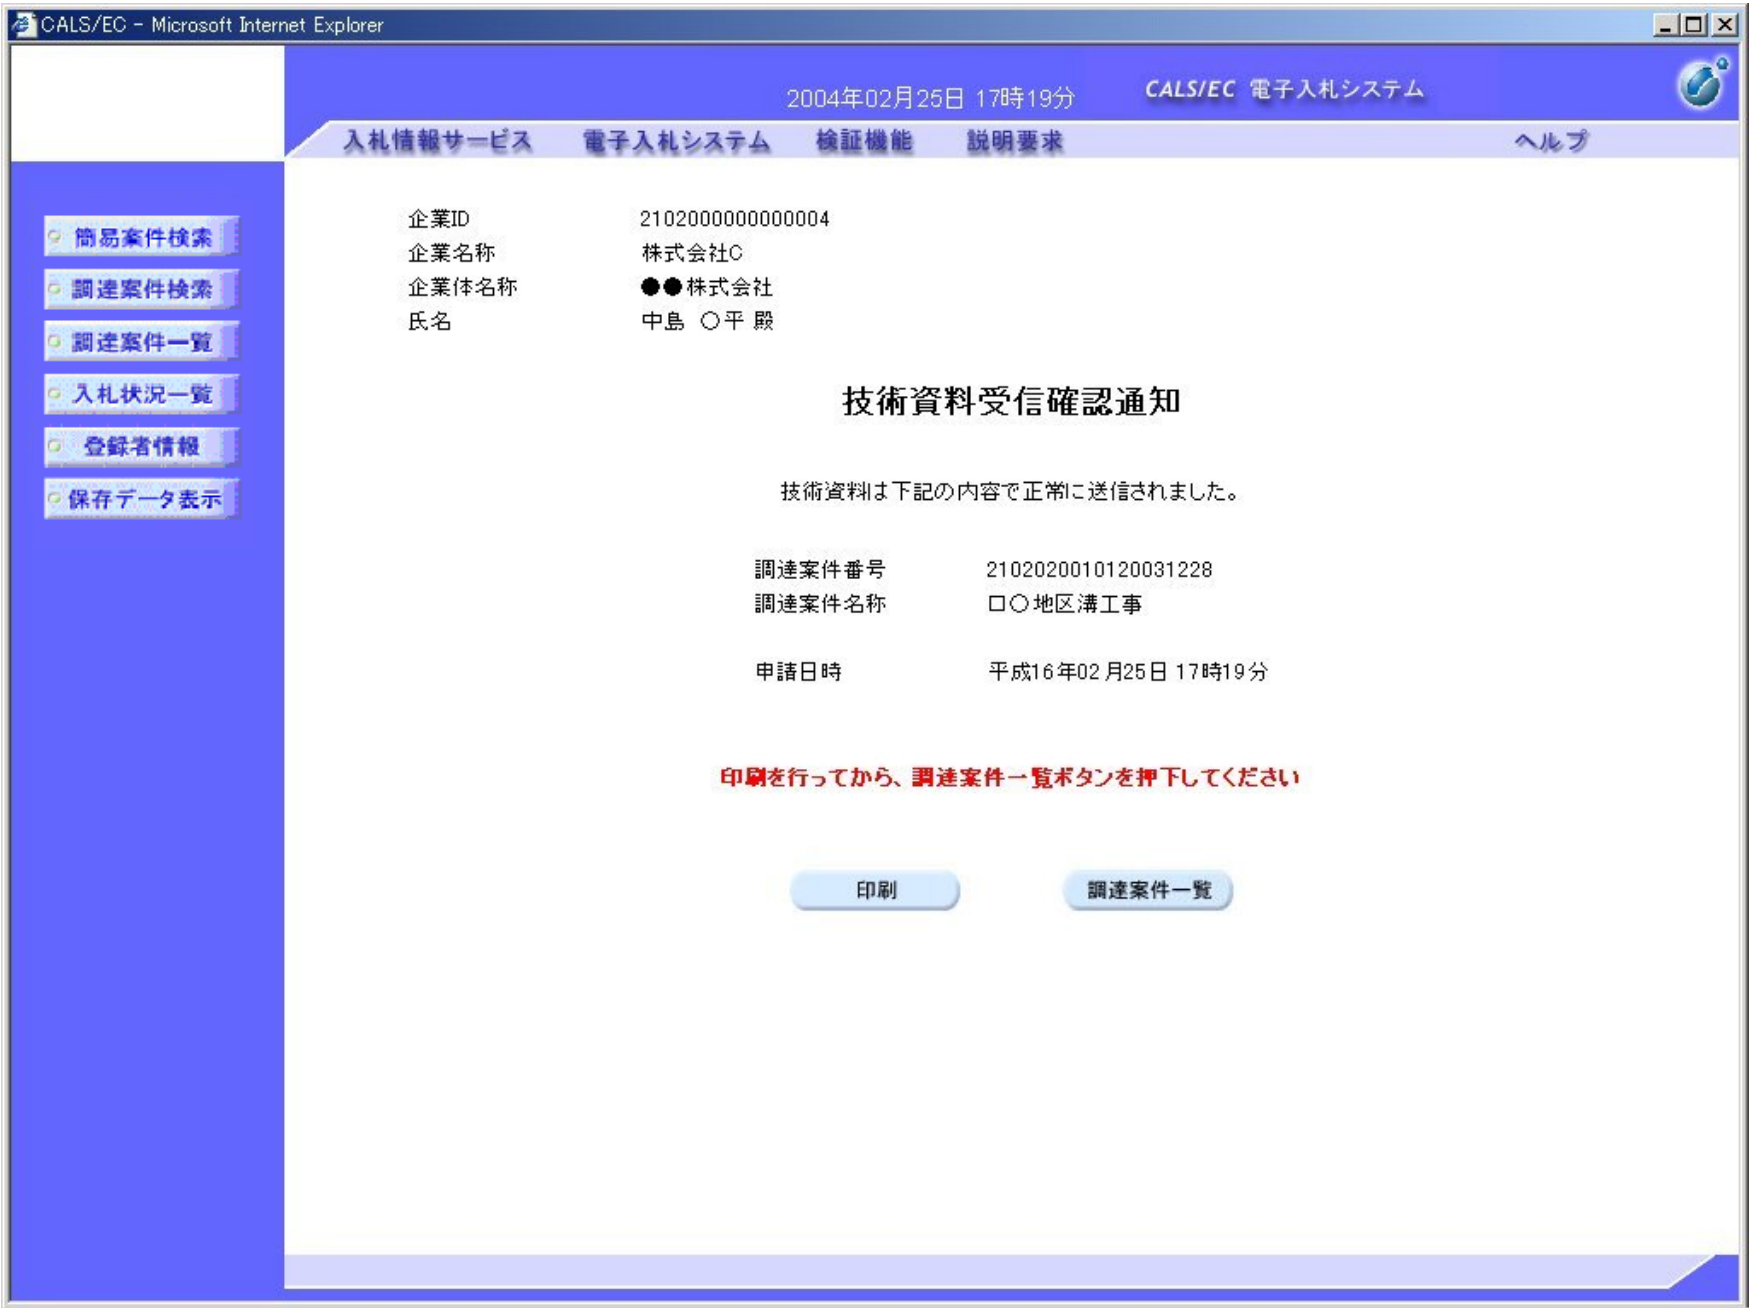 CALS/EC - Microsoft Internet Explorer
2004年02月25日 17時19分
CALS/EC 電子入札システム
入札情報サービス 電子入札システム 検証機能 説明要求 ヘルプ
簡易案件検索
調達案件検索
調達案件一覧
入札状況一覧
登録者情報
保存データ表示
企業ID 2102000000000004
企業名称 株式会社C
企業体名称 ●●株式会社
氏名 中島 〇平 殿
技術資料受信確認通知
技術資料は下記の内容で正常に送信されました。
調達案件番号 2102020010120031228
調達案件名称 口〇地区溝工事
申請日時 平成16年02月25日 17時19分
印刷を行ってから、調達案件一覧ボタンを押下してください
印刷 調達案件一覧